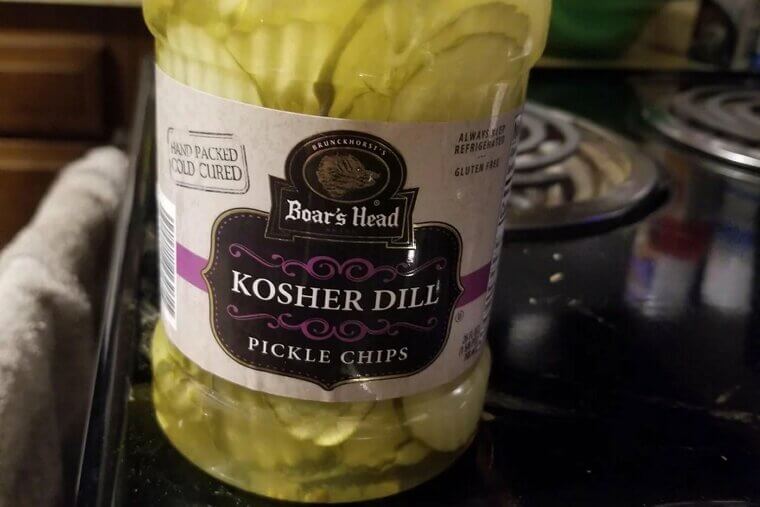 HAND PACKED
COLD CURED
BRUNCKHORST'S
Boar's Head
®
ALWAYS KEEP
REFRIGERATED
GLUTEN FREE
KOSHER DILL
PICKLE CHIPS